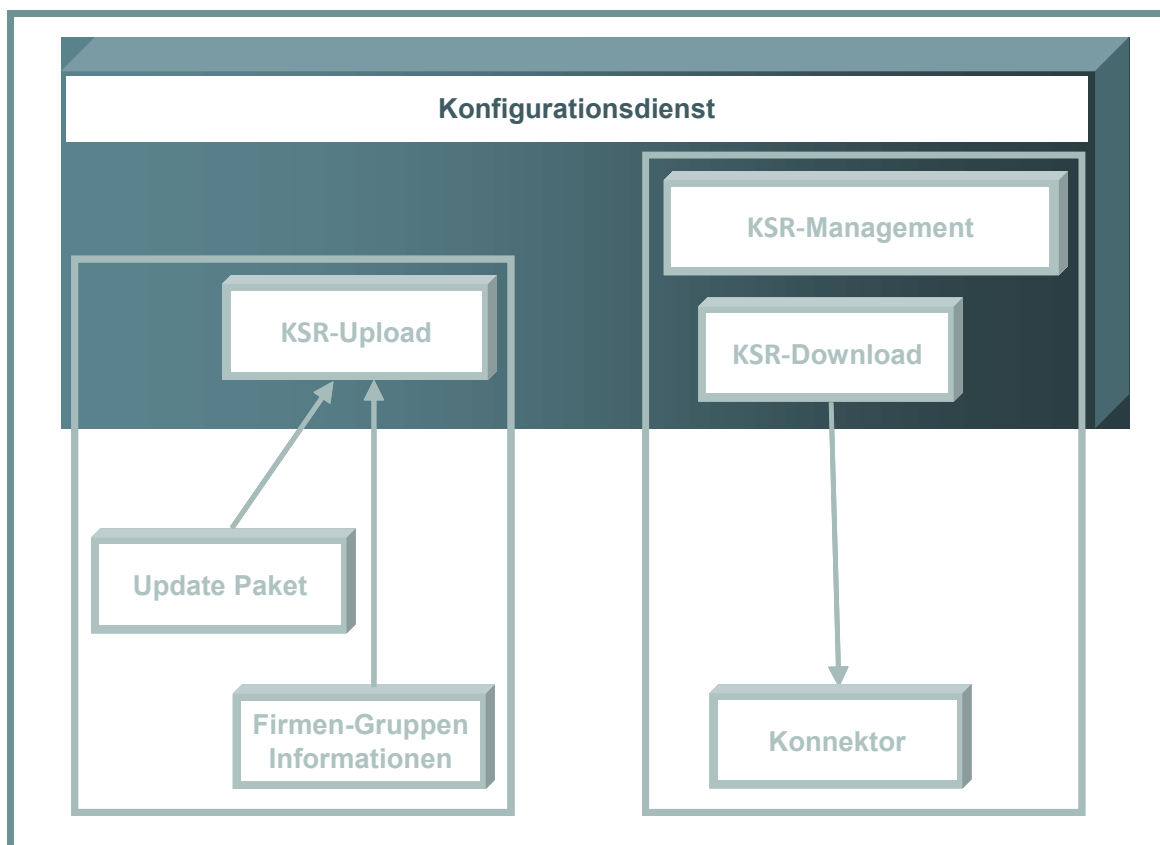 Konfigurationsdienst
KSR-Management
KSR-Upload
KSR-Download
Update Paket
Firmen-Gruppen
Informationen
Konnektor